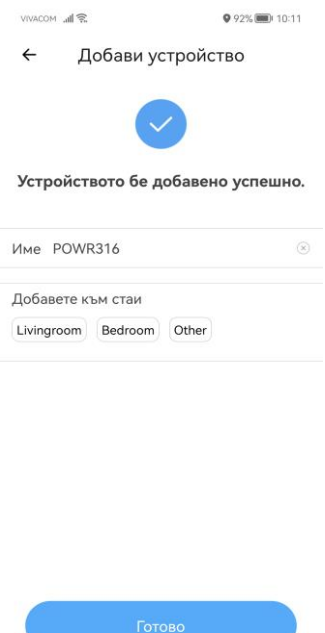 VIVACOM 92% 10:11
Добави устройство
Устройството бе добавено успешно.
Име POWR316
Добавете към стаи
Livingroom Bedroom Other
Готово